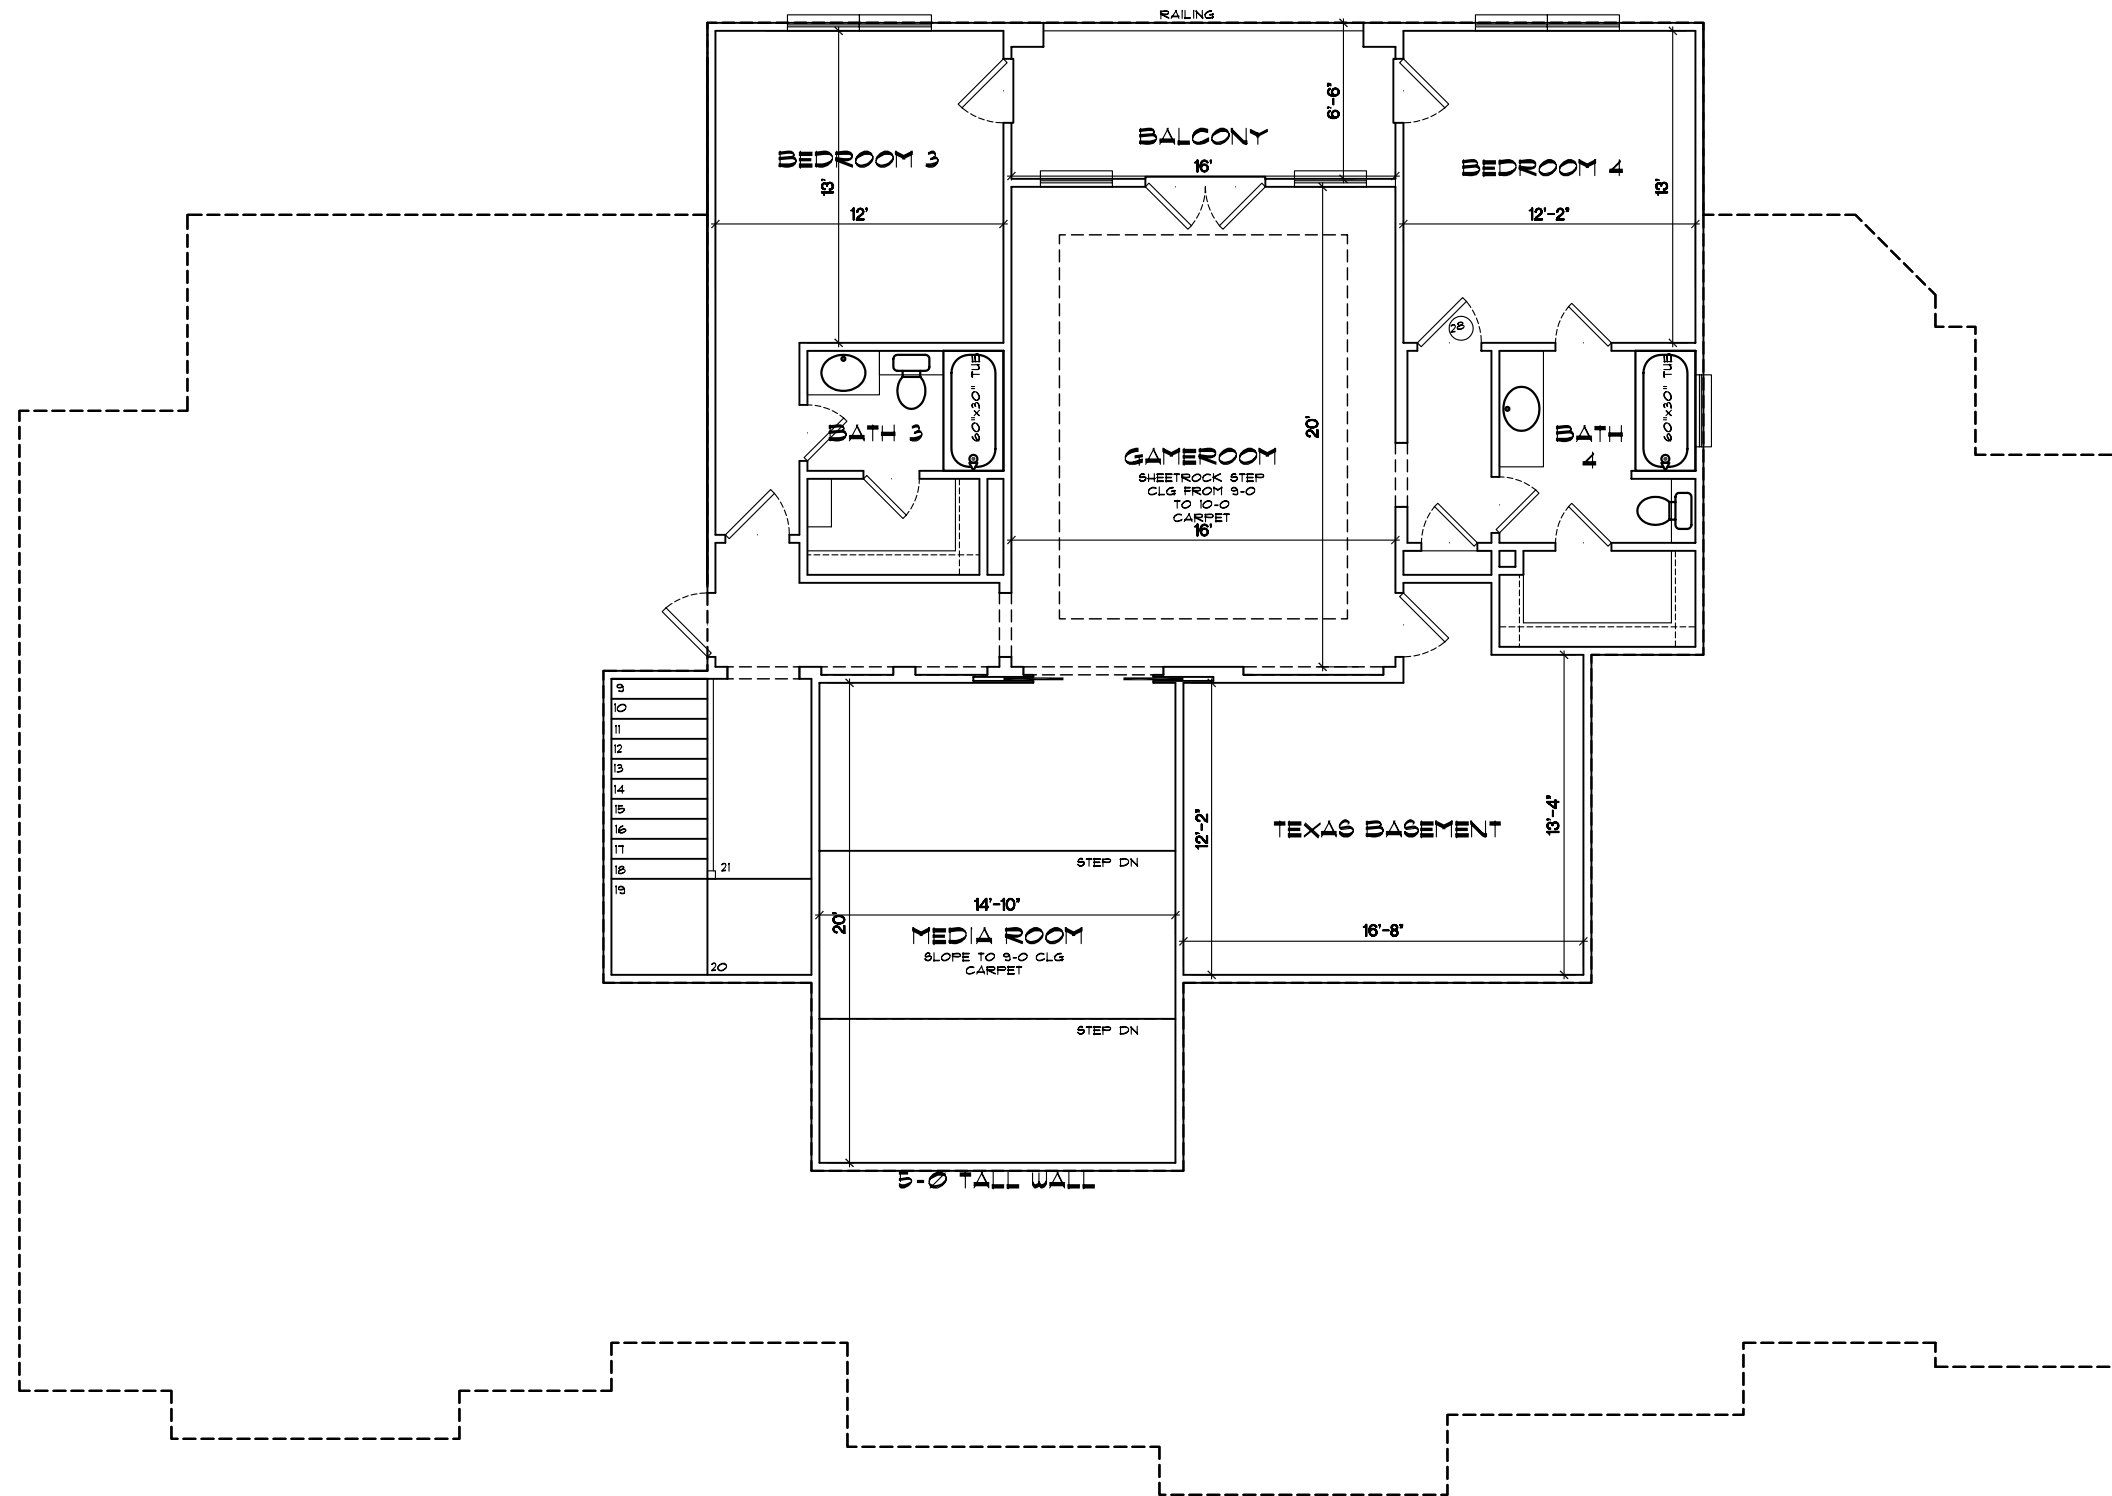 RAILING
6'-6"
BALCONY
16'
BEDROOM 3
13'
12'
BEDROOM 4
13'
12'-2"
28
60"x30" TUB
BATH 3
20'
GAMEROOM
SHEETROCK STEP
CLG FROM 9-0
TO 10-0
CARPET
16'
BATH
4
60"x30" TUB
9
10
11
12
13
14
15
16
17
18
19
20
21
12'-2"
TEXAS BASEMENT
13'-4"
16'-8"
STEP DN
14'-10"
20'
MEDIA ROOM
SLOPE TO 9-0 CLG
CARPET
STEP DN
5-0 TALL WALL